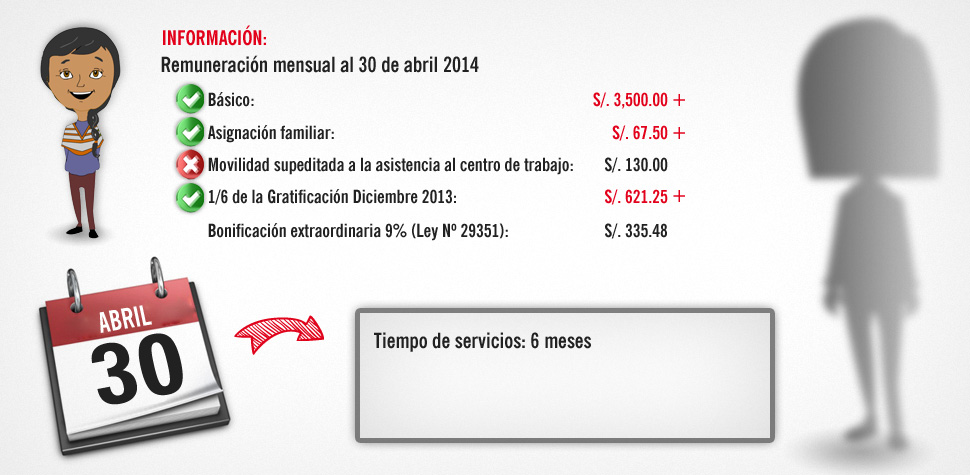 INFORMACIÓN:
Remuneración mensual al 30 de abril 2014
Básico: S/. 3,500.00 +
Asignación familiar: S/. 67.50 +
Movilidad supeditada a la asistencia al centro de trabajo: S/. 130.00
1/6 de la Gratificación Diciembre 2013: S/. 621.25 +
Bonificación extraordinaria 9% (Ley Nº 29351): S/. 335.48
ABRIL
30
Tiempo de servicios: 6 meses